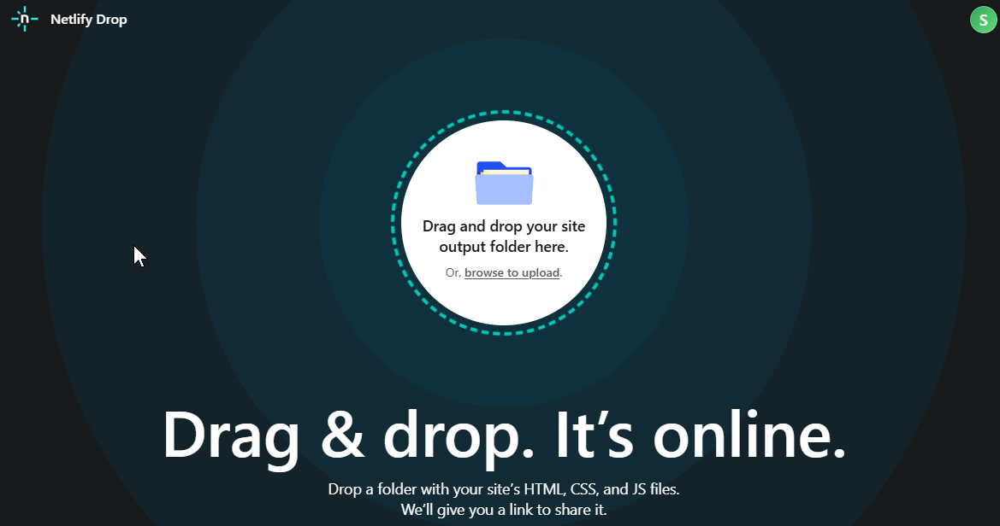 Netlify Drop
S
Drag and drop your site
output folder here.
Or, browse to upload.
Drag & drop. It’s online.
Drop a folder with your site’s HTML, CSS, and JS files.
We’ll give you a link to share it.